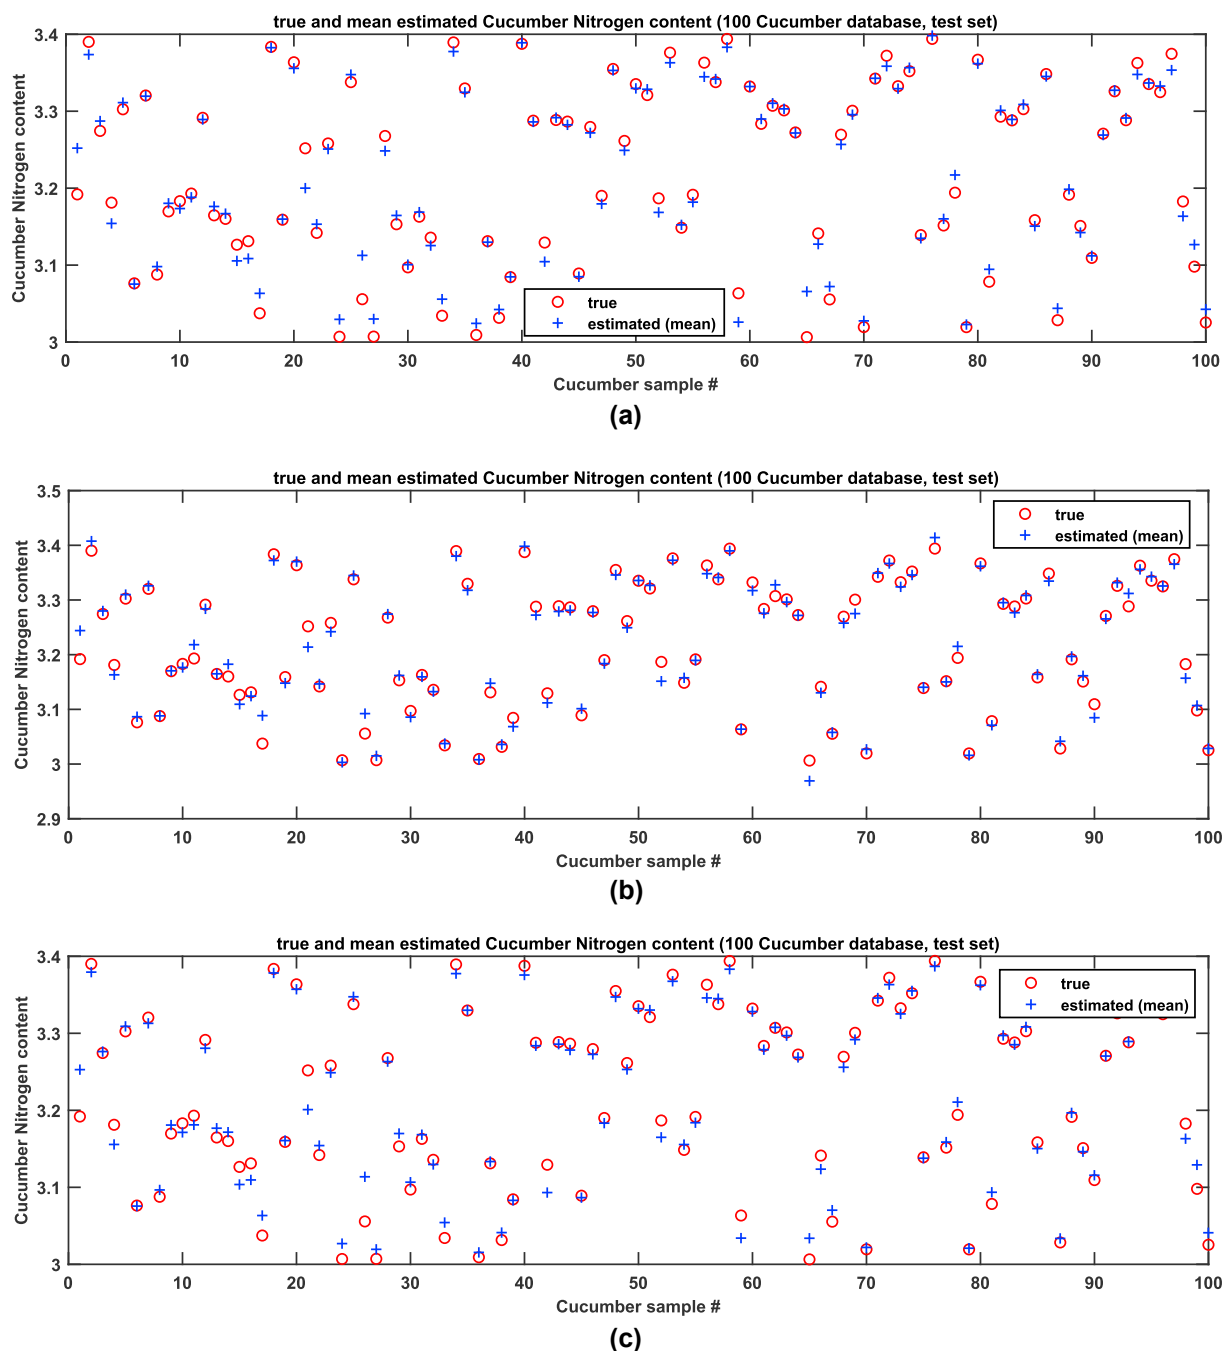 true and mean estimated Cucumber Nitrogen content (100 Cucumber database, test set)
Cucumber Nitrogen content
3.4
3.3
3.2
3.1
3
0 10 20 30 40 50 60 70 80 90 100
true
estimated (mean)
Cucumber sample #
(a)
true and mean estimated Cucumber Nitrogen content (100 Cucumber database, test set)
Cucumber Nitrogen content
3.5
3.4
3.3
3.2
3.1
3
2.9
0 10 20 30 40 50 60 70 80 90 100
true
estimated (mean)
Cucumber sample #
(b)
true and mean estimated Cucumber Nitrogen content (100 Cucumber database, test set)
Cucumber Nitrogen content
3.4
3.3
3.2
3.1
3
0 10 20 30 40 50 60 70 80 90 100
true
estimated (mean)
Cucumber sample #
(c)